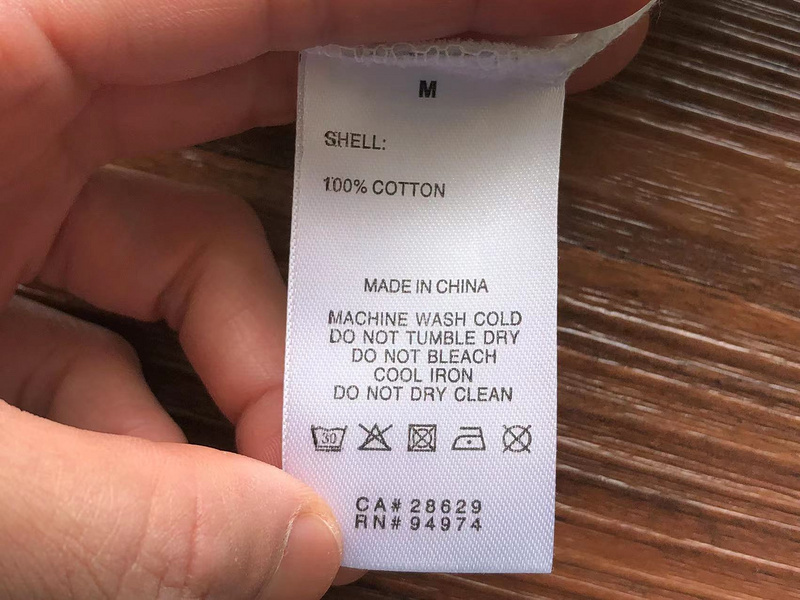 M
SHELL:
100% COTTON
MADE IN CHINA
MACHINE WASH COLD
DO NOT TUMBLE DRY
DO NOT BLEACH
COOL IRON
DO NOT DRY CLEAN
30
CA# 28629
RN# 94974